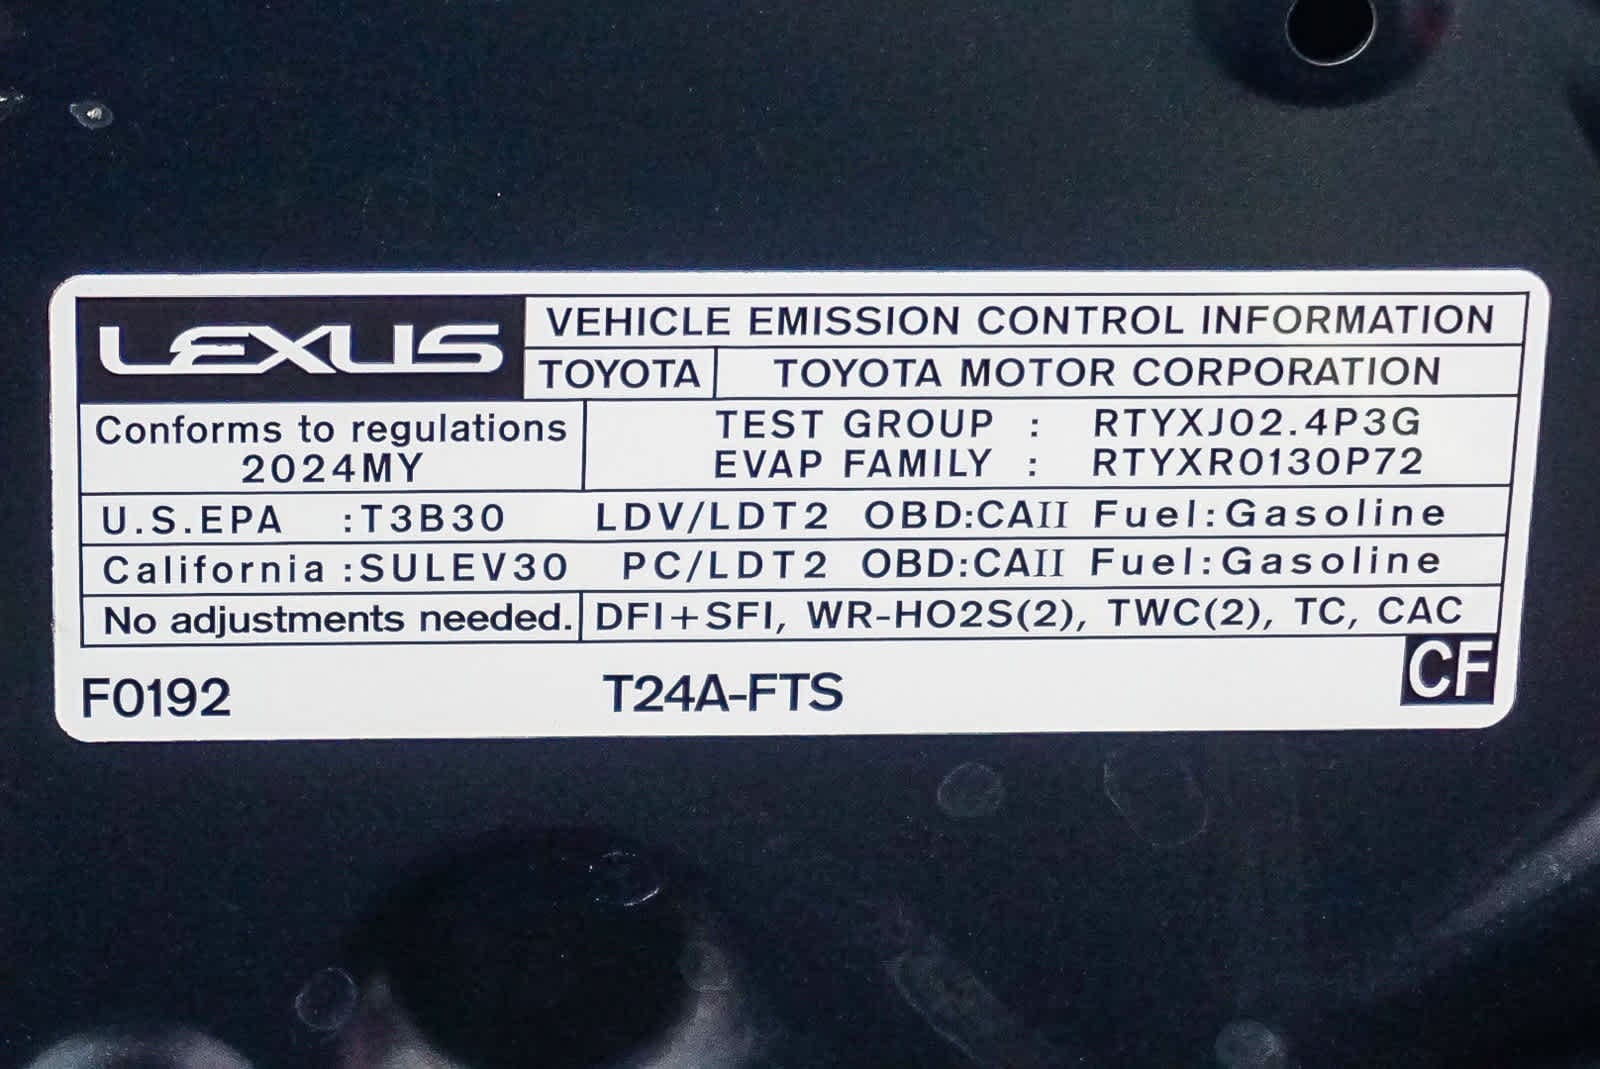 LEXUS VEHICLE EMISSION CONTROL INFORMATION
TOYOTA TOYOTA MOTOR CORPORATION
Conforms to regulations 2024MY
TEST GROUP : RTYXJ02.4P3G
EVAP FAMILY : RTYXR0130P72
U.S.EPA :T3B30 LDV/LDT2 OBD:CAII Fuel:Gasoline
California :SULEV30 PC/LDT2 OBD:CAII Fuel:Gasoline
No adjustments needed. DFI+SFI, WR-HO2S(2), TWC(2), TC, CAC
F0192 T24A-FTS CF